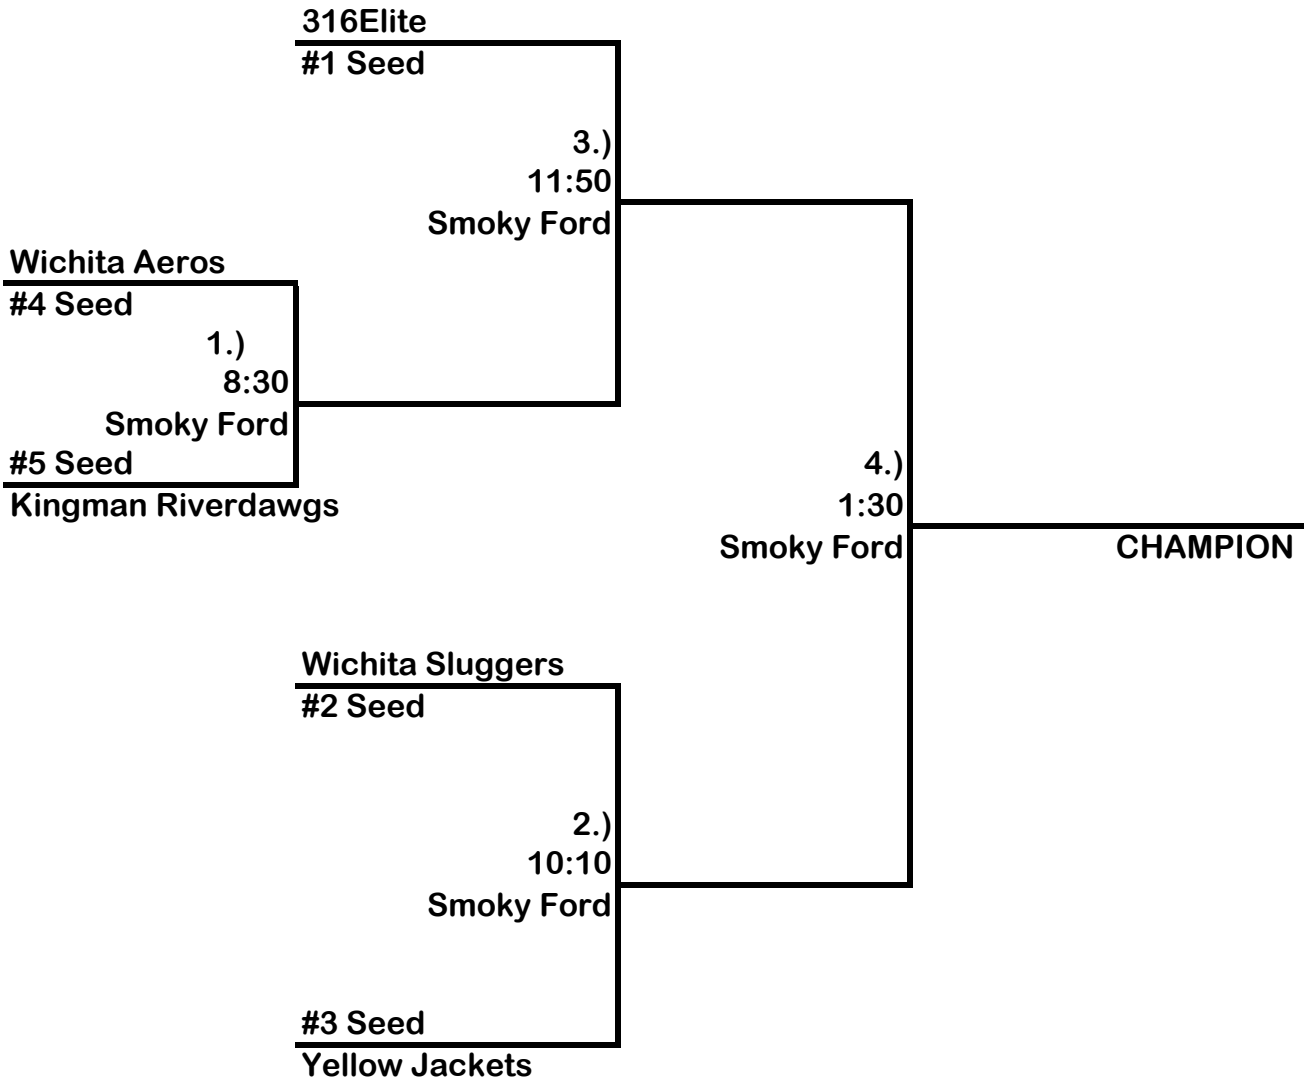 316Elite
#1 Seed
3.)
11:50
Smoky Ford
Wichita Aeros
#4 Seed
1.)
8:30
Smoky Ford
#5 Seed
Kingman Riverdawgs
4.)
1:30
Smoky Ford
CHAMPION
Wichita Sluggers
#2 Seed
2.)
10:10
Smoky Ford
#3 Seed
Yellow Jackets